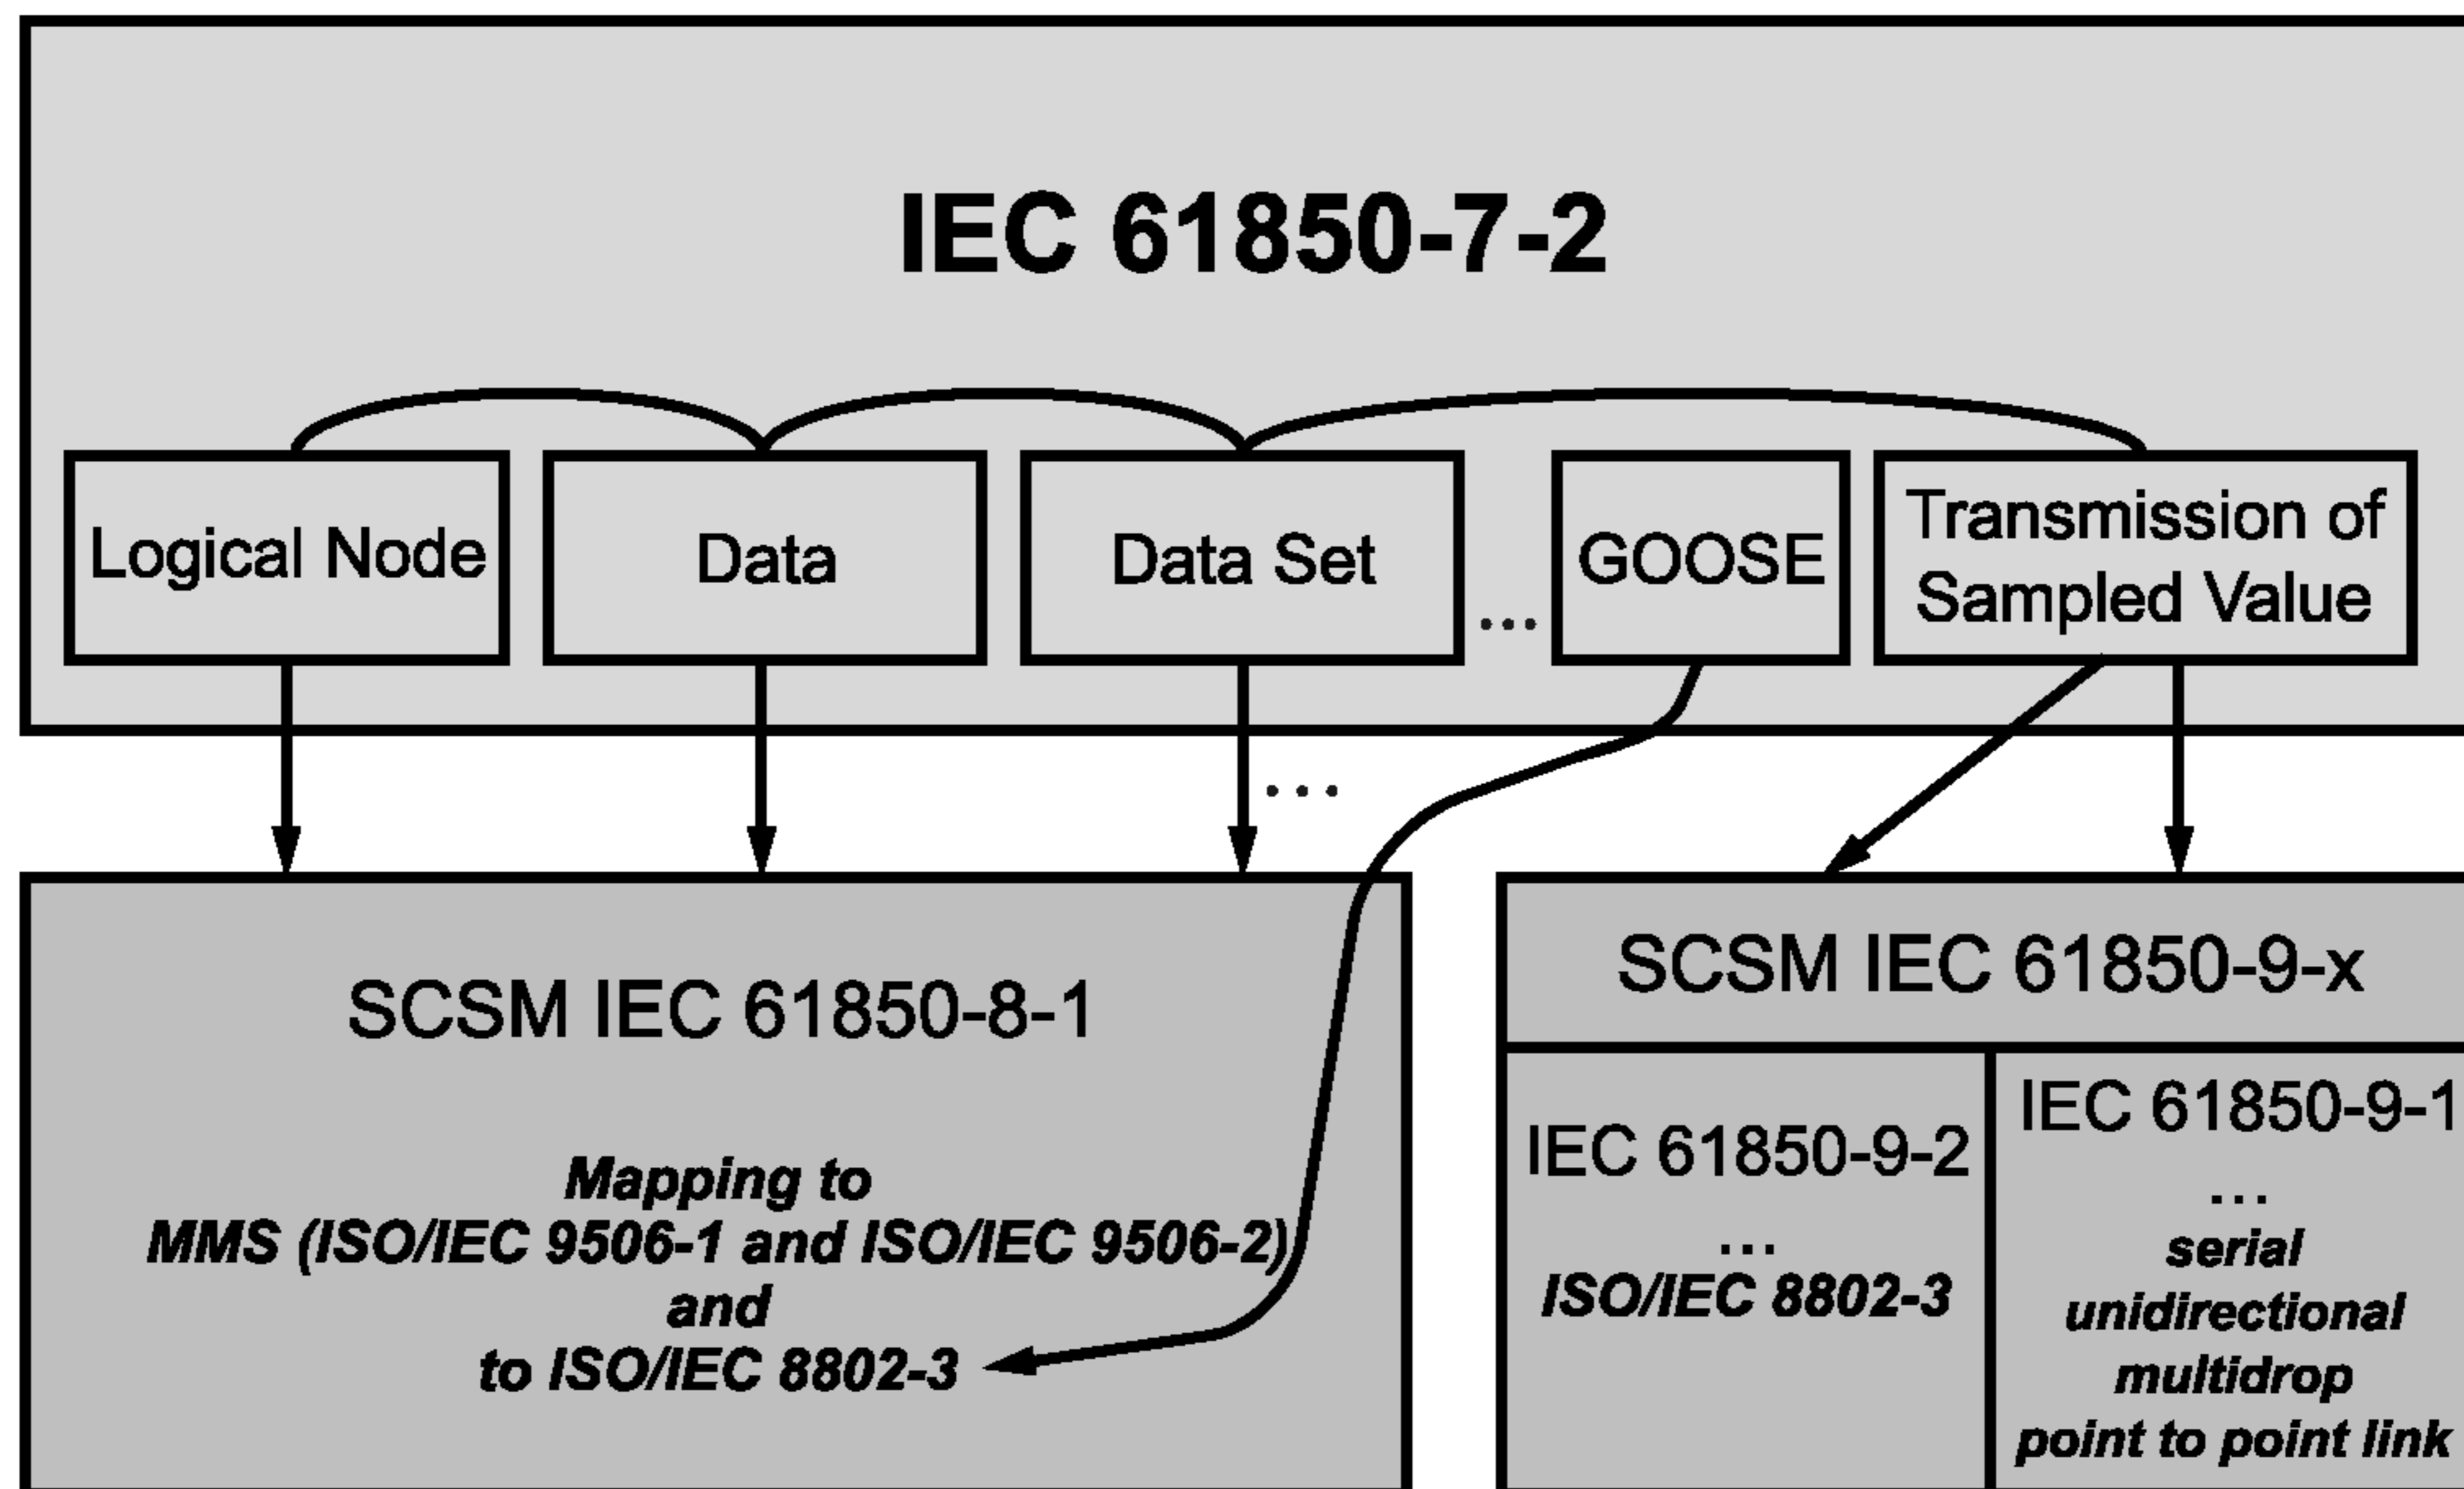 IEC 61850-7-2
Logical Node
Data
Data Set
...
GOOSE
Transmission of
Sampled Value
...
SCSM IEC 61850-8-1
Mapping to
MMS (ISO/IEC 9506-1 and ISO/IEC 9506-2)
and
to ISO/IEC 8802-3
SCSM IEC 61850-9-x
IEC 61850-9-2
...
ISO/IEC 8802-3
IEC 61850-9-1
...
serial
unidirectional
multidrop
point to point link